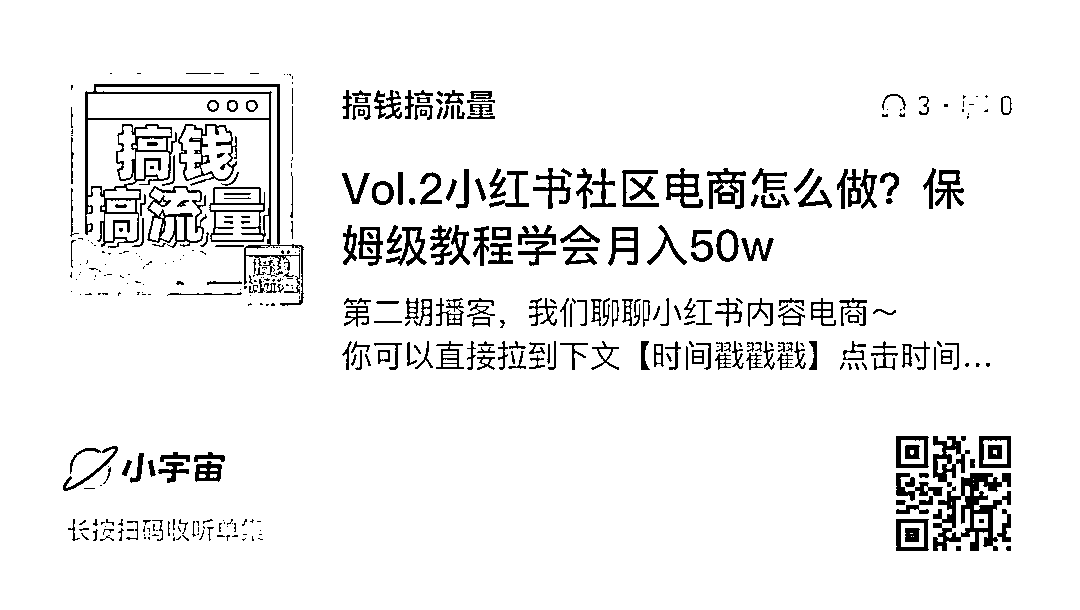 搞钱
搞流量
搞钱
搞流量
搞钱搞流量
3 · 0
Vol.2小红书社区电商怎么做？保
姆级教程学会月入50w
第二期播客，我们聊聊小红书内容电商～
你可以直接拉到下文【时间戳戳戳】点击时间...
小宇宙
长按扫码收听单集